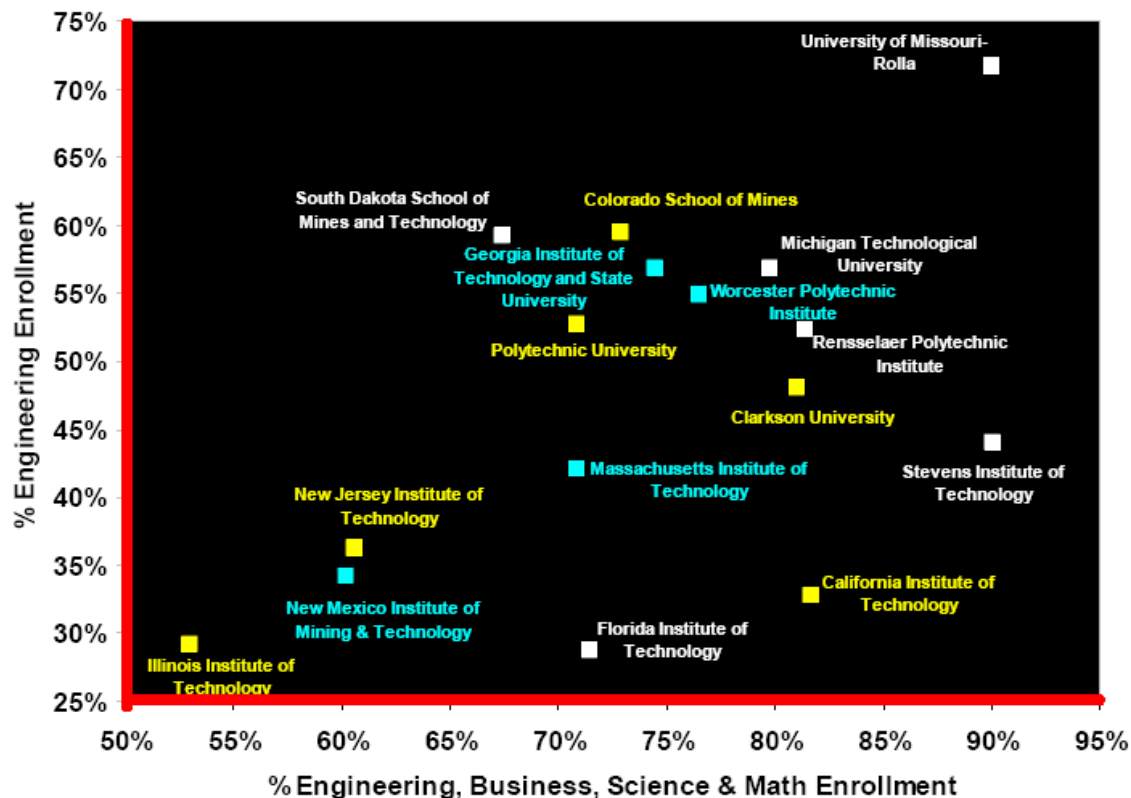 75%
University of Missouri-
Rolla
70%
65%
South Dakota School of
Mines and Technology
Colorado School of Mines
60%
Georgia Institute of
Technology and State
University
Michigan Technological
University
55%
Worcester Polytechnic
Institute
Polytechnic University
Rensselaer Polytechnic
Institute
50%
Clarkson University
45%
Massachusetts Institute of
Technology
Stevens Institute of
Technology
New Jersey Institute of
Technology
40%
35%
California Institute of
Technology
New Mexico Institute of
Mining & Technology
30%
Florida Institute of
Technology
Illinois Institute of
Technology
25%
% Engineering Enrollment
50% 55% 60% 65% 70% 75% 80% 85% 90% 95%
% Engineering, Business, Science & Math Enrollment